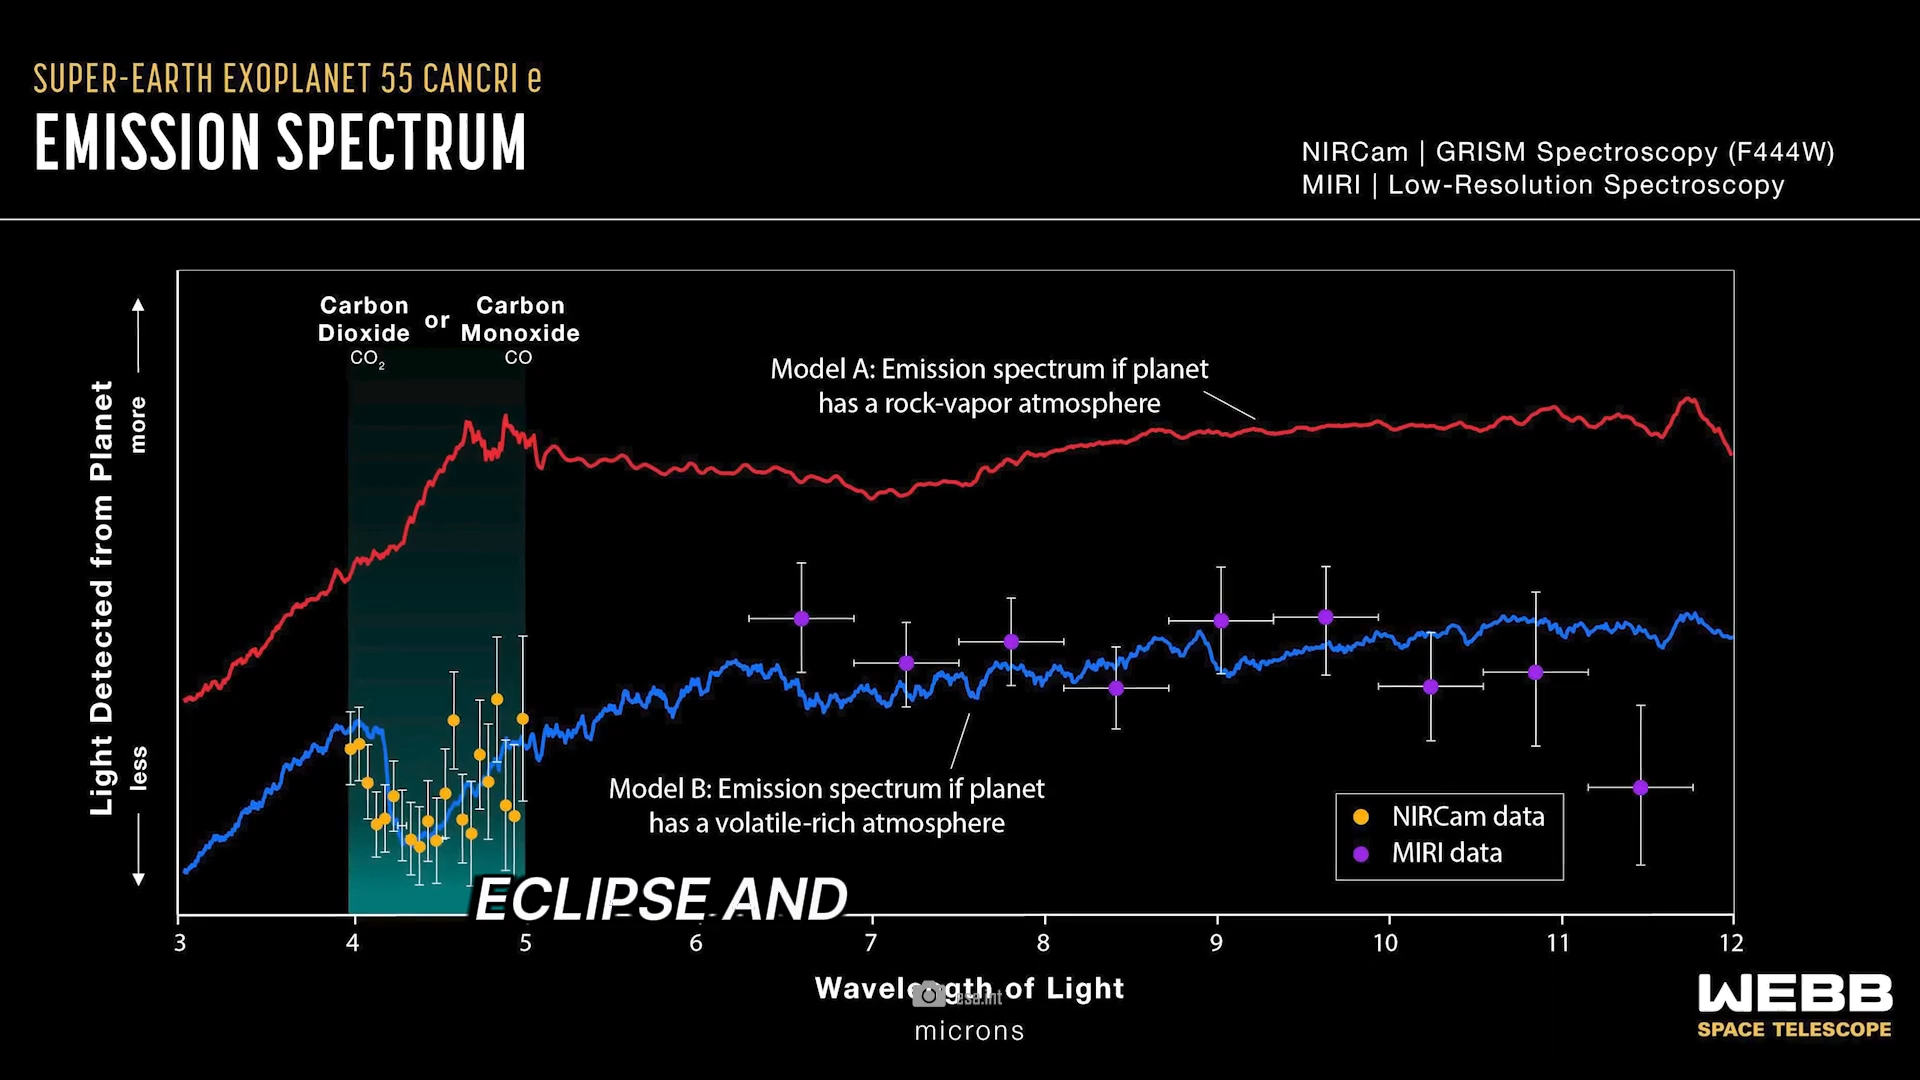 SUPER-EARTH EXOPLANET 55 CANCRI e
EMISSION SPECTRUM
NIRCam | GRISM Spectroscopy (F444W)
MIRI | Low-Resolution Spectroscopy
Carbon Dioxide or Carbon Monoxide
CO2 CO
Model A: Emission spectrum if planet
has a rock-vapor atmosphere
Light Detected from Planet
more
less
Model B: Emission spectrum if planet
has a volatile-rich atmosphere
NIRCam data
MIRI data
ECLIPSE AND
3 4 5 6 7 8 9 10 11 12
Wavelength of Light
esa.int
microns
WEBB
SPACE TELESCOPE